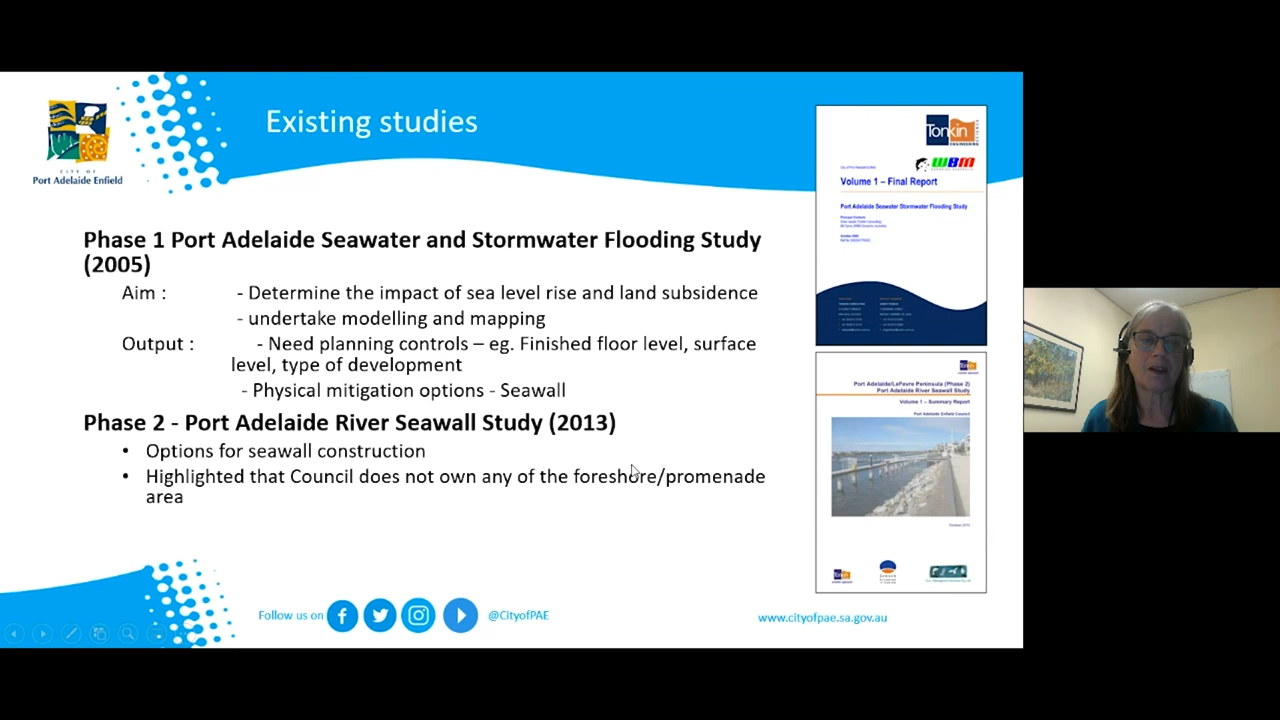 Existing studies
CITY OF
Port Adelaide Enfield
Phase 1 Port Adelaide Seawater and Stormwater Flooding Study
(2005)
Aim : - Determine the impact of sea level rise and land subsidence
- undertake modelling and mapping
Output : - Need planning controls – eg. Finished floor level, surface
level, type of development
- Physical mitigation options - Seawall
Phase 2 - Port Adelaide River Seawall Study (2013)
• Options for seawall construction
• Highlighted that Council does not own any of the foreshore/promenade
area
Tonkin
WBM
Volume 1 – Final Report
Port Adelaide Seawater Stormwater Flooding Study
Port Adelaide/LeFevre Peninsula (Phase 2)
Port Adelaide River Seawall Study
Volume 1 – Summary Report
Port Adelaide Enfield Council
Follow us on @CityofPAE
www.cityofpae.sa.gov.au